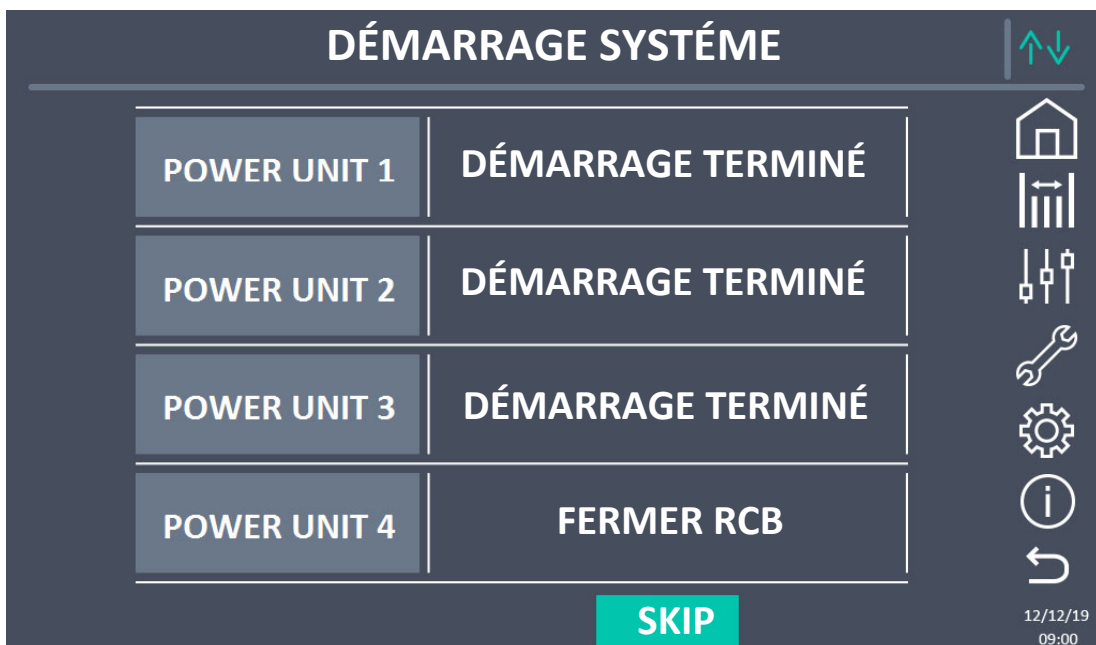 DÉMARRAGE SYSTÉME
POWER UNIT 1
DÉMARRAGE TERMINÉ
POWER UNIT 2
DÉMARRAGE TERMINÉ
POWER UNIT 3
DÉMARRAGE TERMINÉ
POWER UNIT 4
FERMER RCB
SKIP
12/12/19
09:00